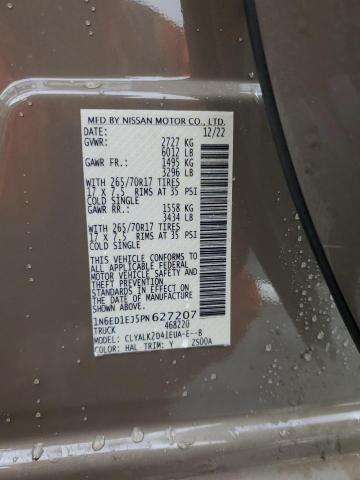 MFD BY NISSAN MOTOR CO., LTD.
DATE: 12/22
GVWR: 2727 KG
6012 LB
GAWR FR.: 1495 KG
3296 LB
WITH 265/70R17 TIRES
17 X 7.5 RIMS AT 35 PSI
COLD SINGLE
GAWR RR.: 1558 KG
3434 LB
WITH 265/70R17 TIRES
17 X 7.5 RIMS AT 35 PSI
COLD SINGLE
THIS VEHICLE CONFORMS TO ALL
APPLICABLE FEDERAL MOTOR
VEHICLE SAFETY, BUMPER AND
THEFT PREVENTION STANDARDS
IN EFFECT ON THE DATE OF
MANUFACTURE SHOWN ABOVE.
1N6ED1EJ5PN627207
TRUCK 468220
MODEL: CLYALK2D41EUA-E--B
COLOR: HAL TRIM: Y ZS00A